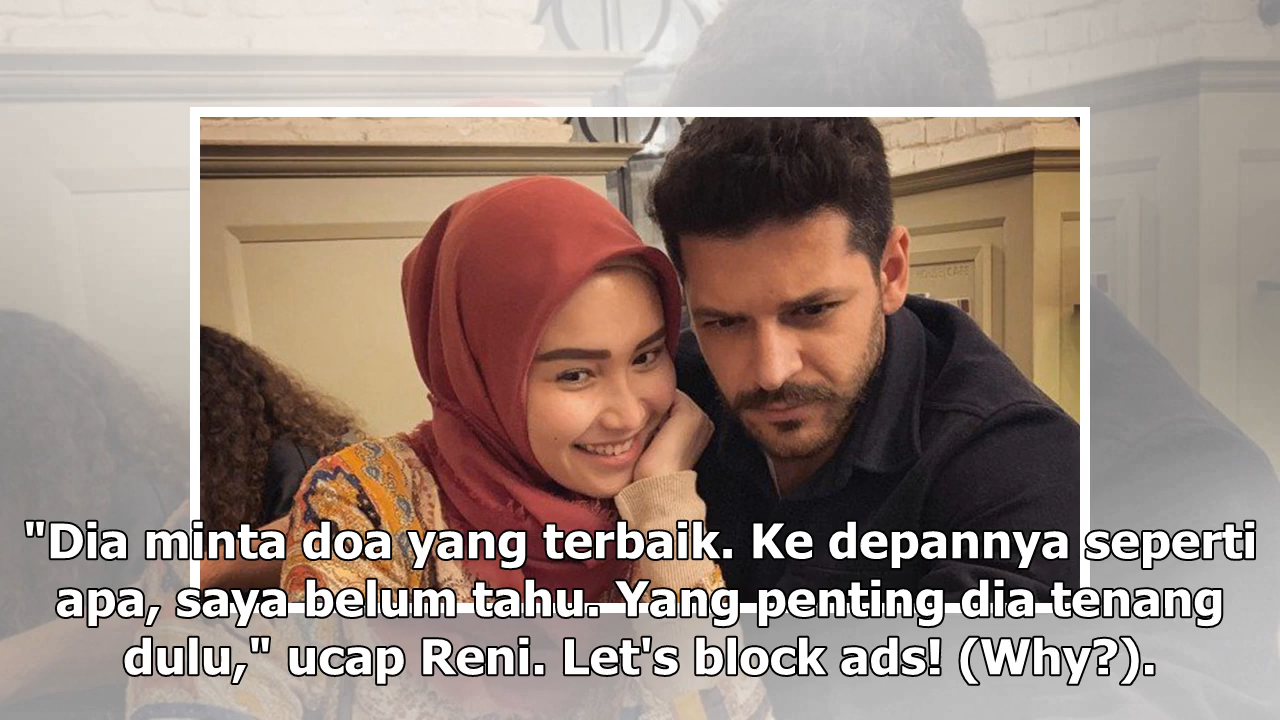 "Dia minta doa yang terbaik. Ke depannya seperti
apa, saya belum tahu. Yang penting dia tenang
dulu," ucap Reni. Let's block ads! (Why?).